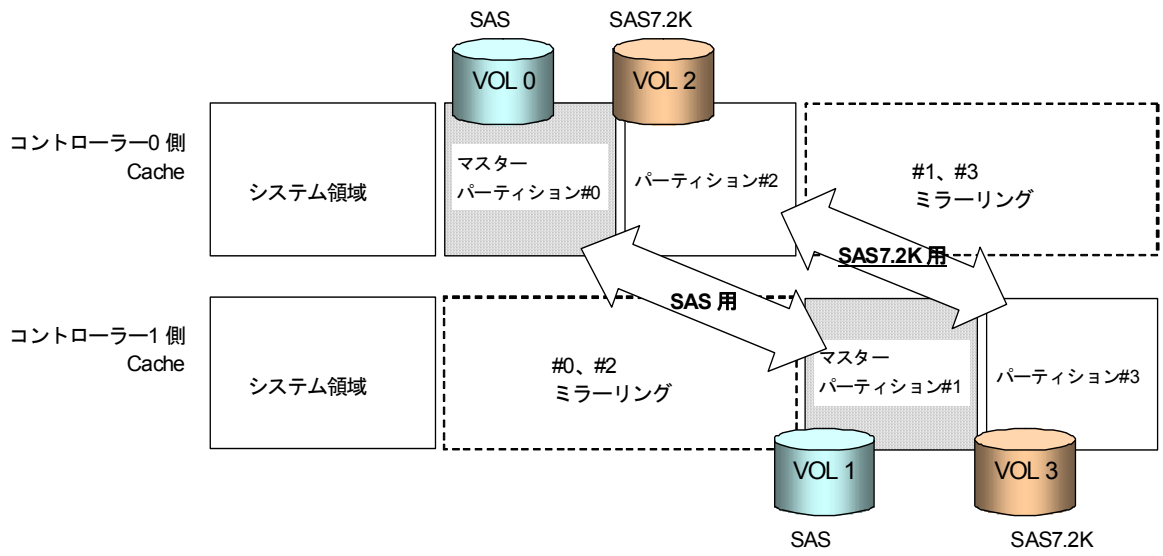 SAS
SAS7.2K
VOL 0
VOL 2
コントローラー0 側
Cache
システム領域
マスター
パーティション#0
パーティション#2
#1、#3
ミラーリング
SAS7.2K 用
SAS 用
コントローラー1 側
Cache
システム領域
#0、#2
ミラーリング
マスター
パーティション#1
パーティション#3
VOL 1
VOL 3
SAS
SAS7.2K